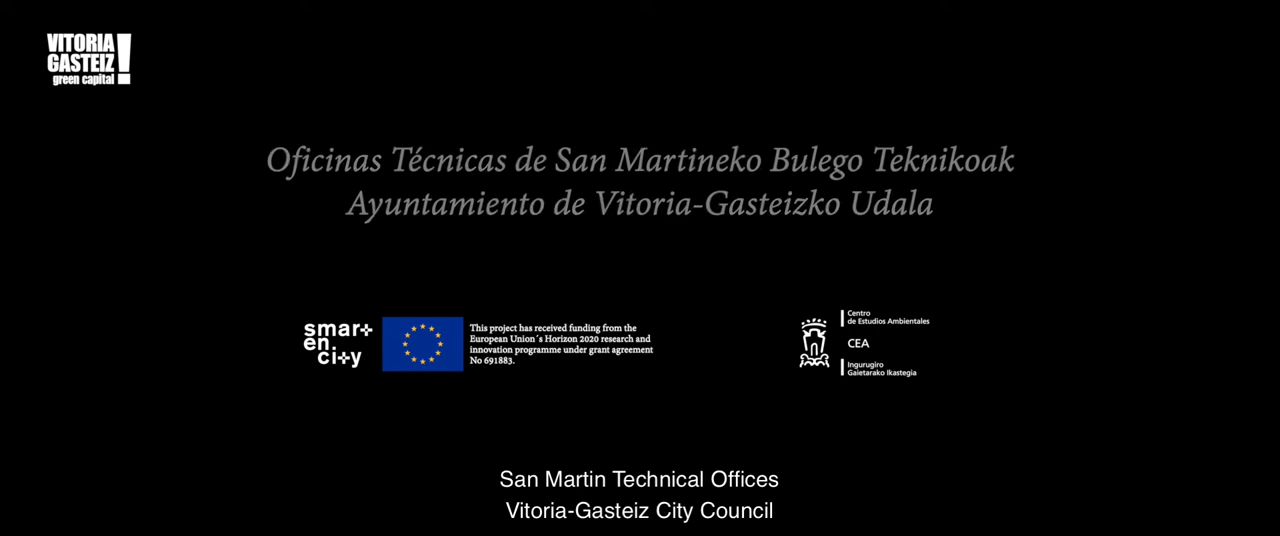 VITORIA
GASTEIZ!
green capital
Oficinas Técnicas de San Martineko Bulego Teknikoak
Ayuntamiento de Vitoria-Gasteizko Udala
smar+
en.
ci+y
This project has received funding from the
European Union´s Horizon 2020 research and
innovation programme under grant agreement
No 691883.
Centro
de Estudios Ambientales
CEA
Ingurugiro
Gaietarako Ikastegia
San Martin Technical Offices
Vitoria-Gasteiz City Council